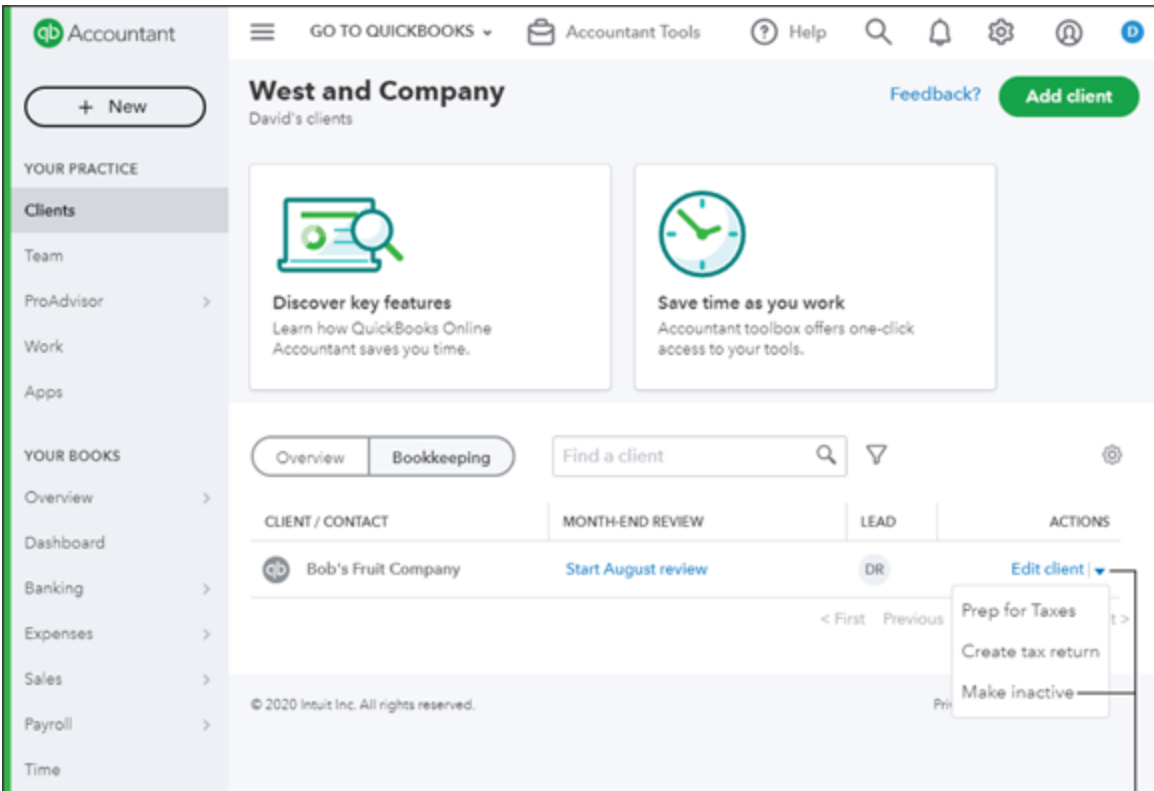 qb Accountant
GO TO QUICKBOOKS
Accountant Tools
? Help
D
+ New
West and Company
David's clients
Feedback?
Add client
YOUR PRACTICE
Clients
Team
ProAdvisor
Work
Apps
Discover key features
Learn how QuickBooks Online
Accountant saves you time.
Save time as you work
Accountant toolbox offers one-click
access to your tools.
YOUR BOOKS
Overview
Dashboard
Banking
Expenses
Sales
Payroll
Time
Overview
Bookkeeping
Find a client
CLIENT / CONTACT
MONTH-END REVIEW
LEAD
ACTIONS
qb Bob's Fruit Company
Start August review
DR
Edit client
Prep for Taxes
Create tax return
Make inactive
< First
Previous
t >
© 2020 Intuit Inc. All rights reserved.